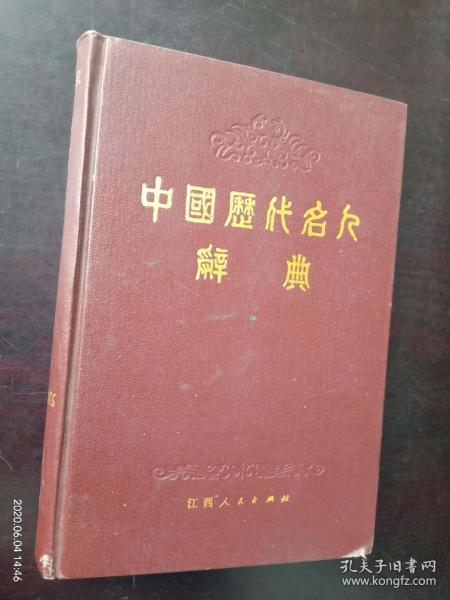 中國歷代名人
辭典
江西人民出版社
2020.06.04 14:46
孔夫子旧书网
www.kongfz.com